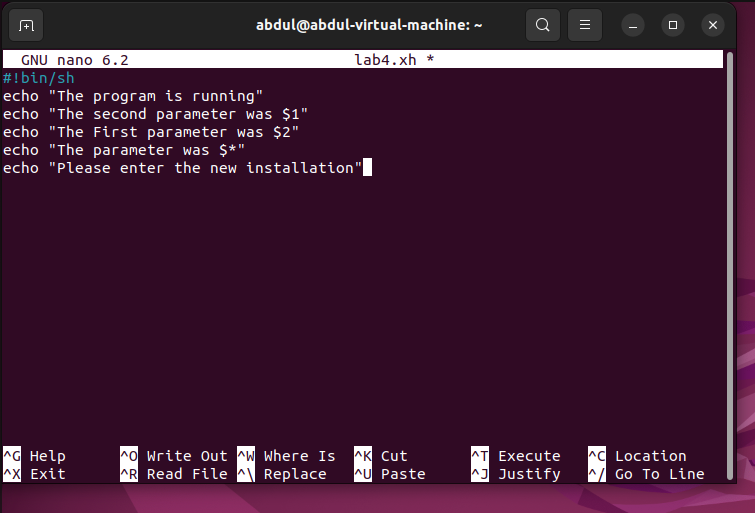 abdul@abdul-virtual-machine: ~
GNU nano 6.2 lab4.xh *
#!bin/sh
echo "The program is running"
echo "The second parameter was $1"
echo "The First parameter was $2"
echo "The parameter was $*"
echo "Please enter the new installation"
^G Help ^O Write Out ^W Where Is ^K Cut ^T Execute ^C Location
^X Exit ^R Read File ^\ Replace ^U Paste ^J Justify ^/ Go To Line